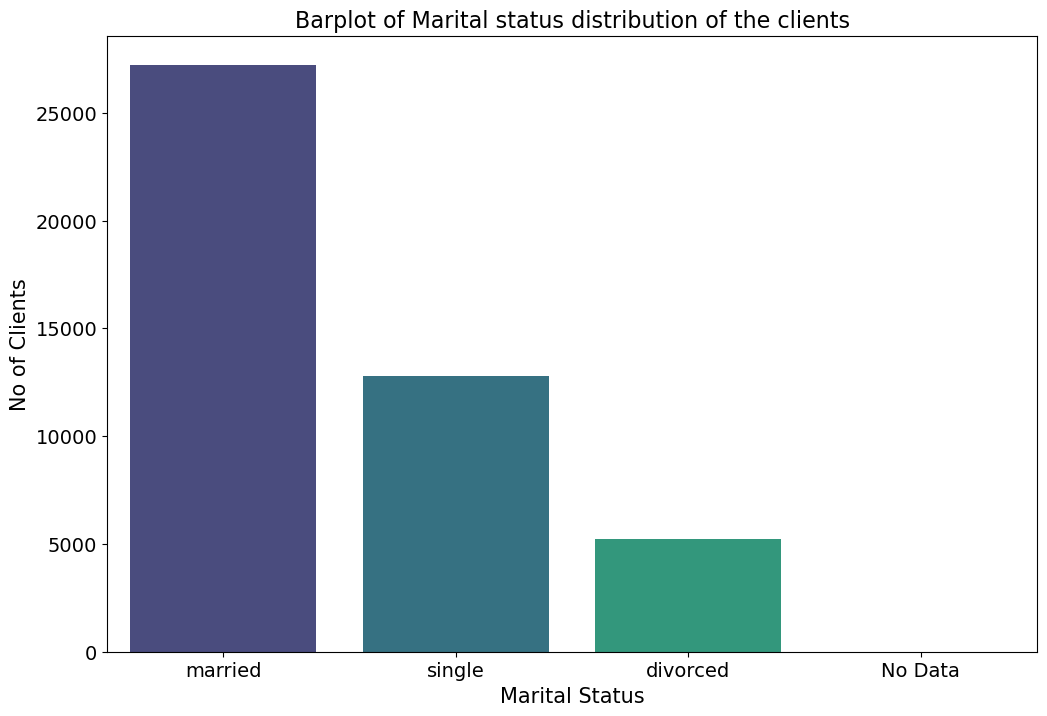 Barplot of Marital status distribution of the clients
No of Clients
25000
20000
15000
10000
5000
0
married single divorced No Data
Marital Status